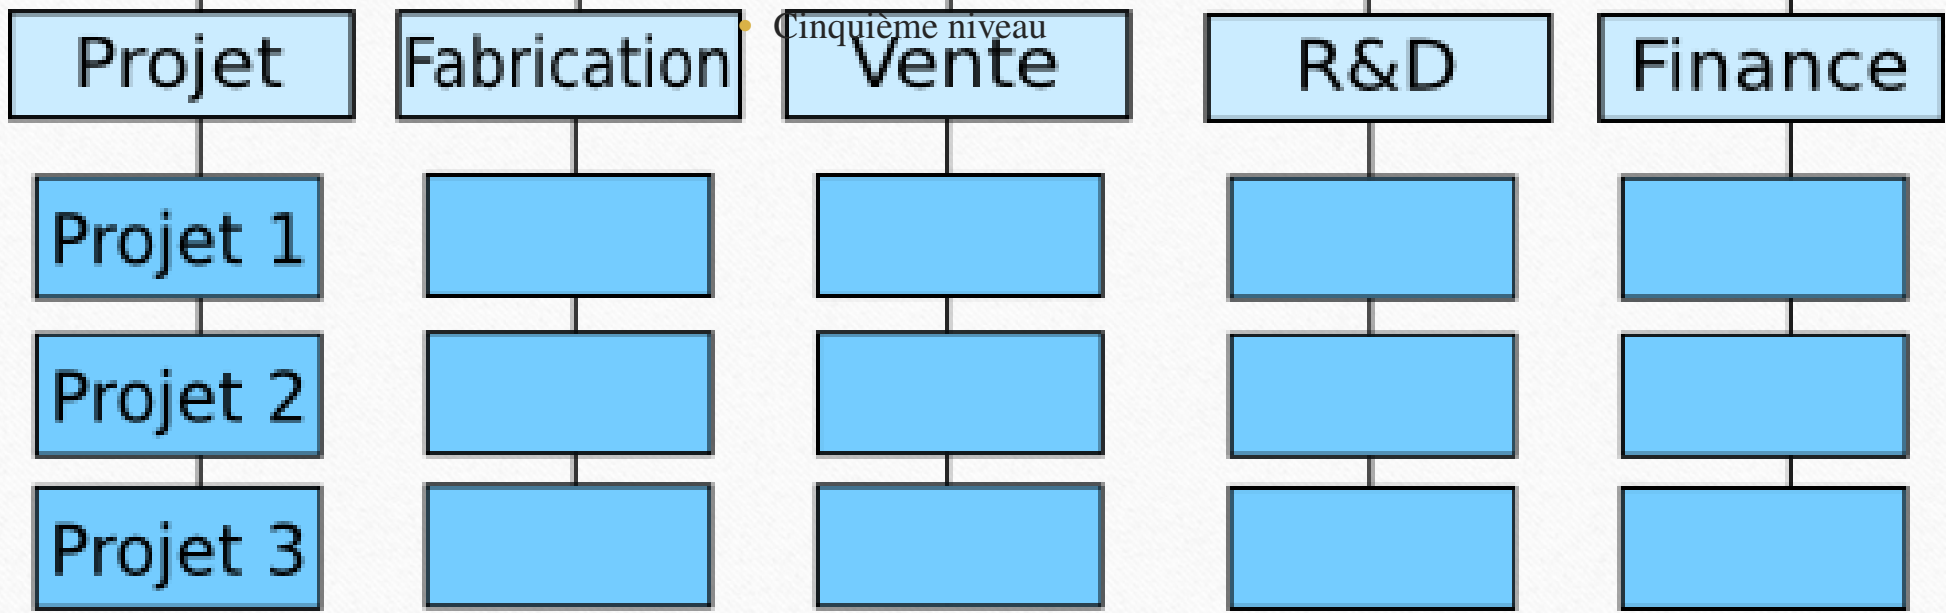 • Cinquième niveau
Projet Fabrication Vente R&D Finance
Projet 1
Projet 2
Projet 3